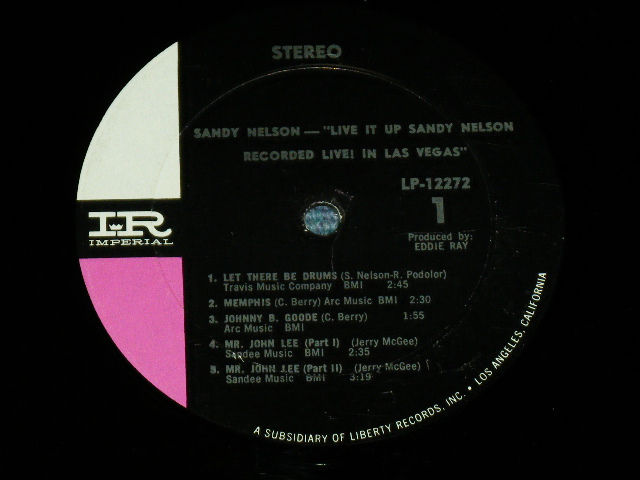 STEREO
SANDY NELSON — "LIVE IT UP SANDY NELSON
RECORDED LIVE! IN LAS VEGAS"
LP-12272
1
Produced by:
EDDIE RAY
IR
IMPERIAL
1. LET THERE BE DRUMS (S. Nelson-R. Podolor)
Travis Music Company BMI 2:45
2. MEMPHIS (C. Berry) Arc Music BMI 2:30
3. JOHNNY B. GOODE (C. Berry) 1:55
Arc Music BMI
4. MR. JOHN LEE (Part I) (Jerry McGee)
Sandee Music BMI 2:35
5. MR. JOHN LEE (Part II) (Jerry McGee)
Sandee Music BMI 3:19
A SUBSIDIARY OF LIBERTY RECORDS, INC. • LOS ANGELES, CALIFORNIA